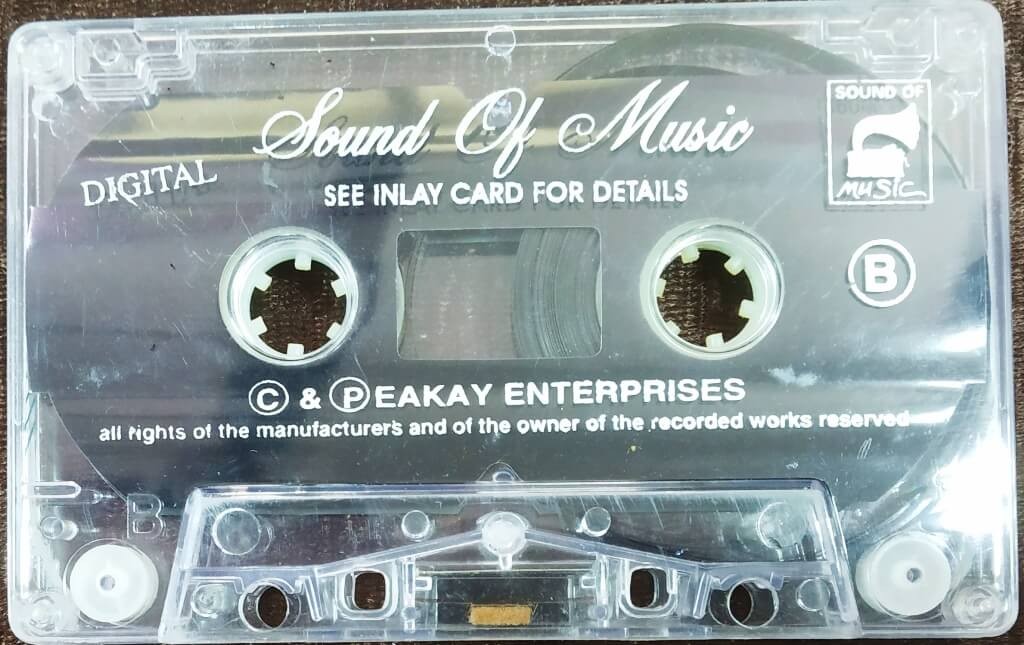 Sound Of Music
SOUND OF
MUSIC
DIGITAL
SEE INLAY CARD FOR DETAILS
B
© & ℗EAKAY ENTERPRISES
all rights of the manufacturers and of the owner of the recorded works reserved
B